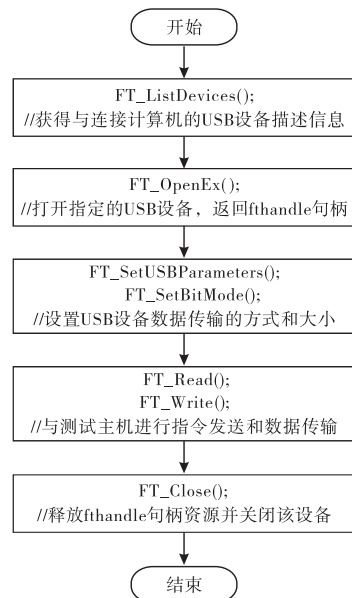 开始
FT_ListDevices();
//获得与连接计算机的USB设备描述信息
FT_OpenEx();
//打开指定的USB设备，返回fthandle句柄
FT_SetUSBParameters();
FT_SetBitMode();
//设置USB设备数据传输的方式和大小
FT_Read();
FT_Write();
//与测试主机进行指令发送和数据传输
FT_Close();
//释放fthandle句柄资源并关闭该设备
结束